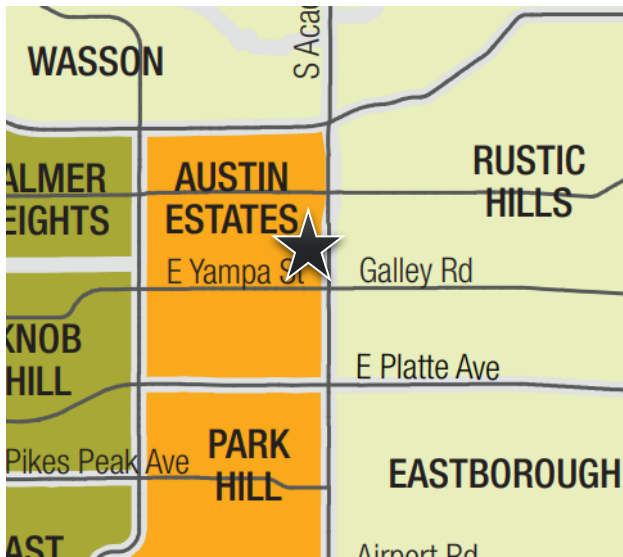 WASSON
S Aca
ALMER
EIGHTS
AUSTIN
ESTATES
RUSTIC
HILLS
E Yampa St
Galley Rd
KNOB
HILL
E Platte Ave
Pikes Peak Ave
PARK
HILL
EASTBOROUGH
AST
Airport Rd